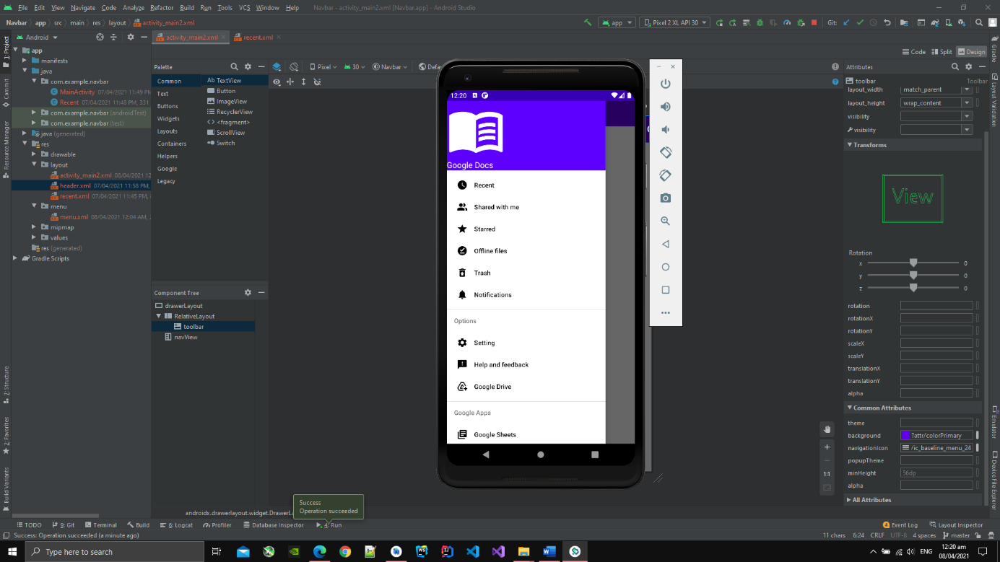 File Edit View Navigate Code Analyze Refactor Build Run Tools VCS Window Help Navbar - activity_main2.xml [Navbar.app] - Android Studio
Navbar app src main res layout activity_main2.xml
app Pixel 2 XL API 30 Git:
Android
activity_main2.xml recent.xml
Code Split Design
1: Project
Commit
Resource Manager
Z: Structure
2: Favorites
Build Variants
app
manifests
java
com.example.navbar
MainActivity 07/04/2021 11:49 PM
Recent 07/04/2021 11:48 PM, 331
com.example.navbar (androidTest)
com.example.navbar (test)
java (generated)
res
drawable
layout
activity_main2.xml 08/04/2021 12
header.xml 07/04/2021 11:58 PM,
recent.xml 07/04/2021 11:45 PM,
menu
menu.xml 08/04/2021 12:04 AM, 2
mipmap
values
res (generated)
Gradle Scripts
Palette
Common
Text
Buttons
Widgets
Layouts
Containers
Helpers
Google
Legacy
Ab TextView
Button
ImageView
RecyclerView
<> <fragment>
ScrollView
Switch
Pixel 30 Navbar Defau
Component Tree
drawerLayout
RelativeLayout
toolbar
navView
12:20
Google Docs
Recent
Shared with me
Starred
Offline files
Trash
Notifications
Options
Setting
Help and feedback
Google Drive
Google Apps
Google Sheets
1:1
Attributes
toolbar Toolbar
layout_width match_parent
layout_height wrap_content
visibility
visibility
Transforms
View
Rotation
x 0
y 0
z 0
rotation
rotationX
rotationY
scaleX
scaleY
translationX
translationY
alpha
Common Attributes
theme
background ?attr/colorPrimary
navigationIcon /ic_baseline_menu_24
popupTheme
minHeight 56dp
alpha
All Attributes
Gradle
Layout Validation
Emulator
Device File Explorer
Success
Operation succeeded
androidx.drawerlayout.widget.DrawerL
TODO 9: Git Terminal Build 6: Logcat Profiler Database Inspector 4: Run 4 Event Log Layout Inspector
Success: Operation succeeded (a minute ago) 11 chars 6:24 CRLF UTF-8 4 spaces master
Type here to search
ENG
12:20 am
08/04/2021